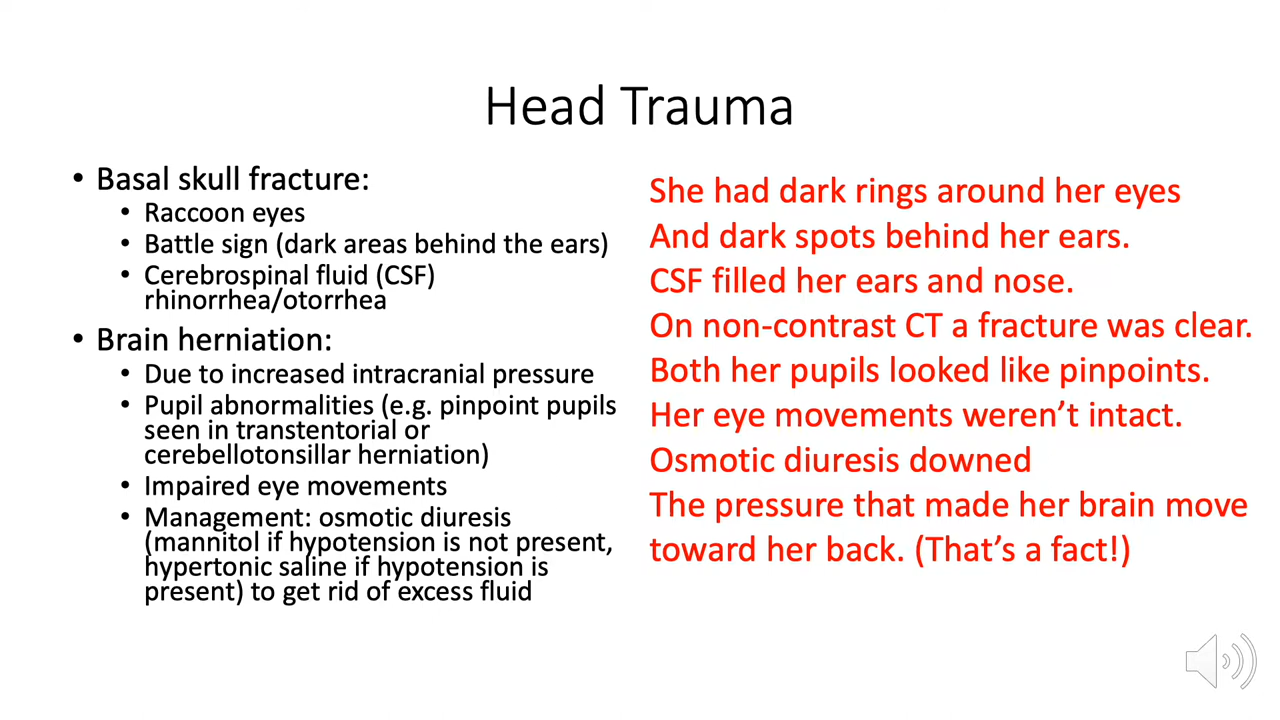 Head Trauma
• Basal skull fracture:
• Raccoon eyes
• Battle sign (dark areas behind the ears)
• Cerebrospinal fluid (CSF)
rhinorrhea/otorrhea
• Brain herniation:
• Due to increased intracranial pressure
• Pupil abnormalities (e.g. pinpoint pupils
seen in transtentorial or
cerebellotonsillar herniation)
• Impaired eye movements
• Management: osmotic diuresis
(mannitol if hypotension is not present,
hypertonic saline if hypotension is
present) to get rid of excess fluid
She had dark rings around her eyes
And dark spots behind her ears.
CSF filled her ears and nose.
On non-contrast CT a fracture was clear.
Both her pupils looked like pinpoints.
Her eye movements weren’t intact.
Osmotic diuresis downed
The pressure that made her brain move
toward her back. (That’s a fact!)